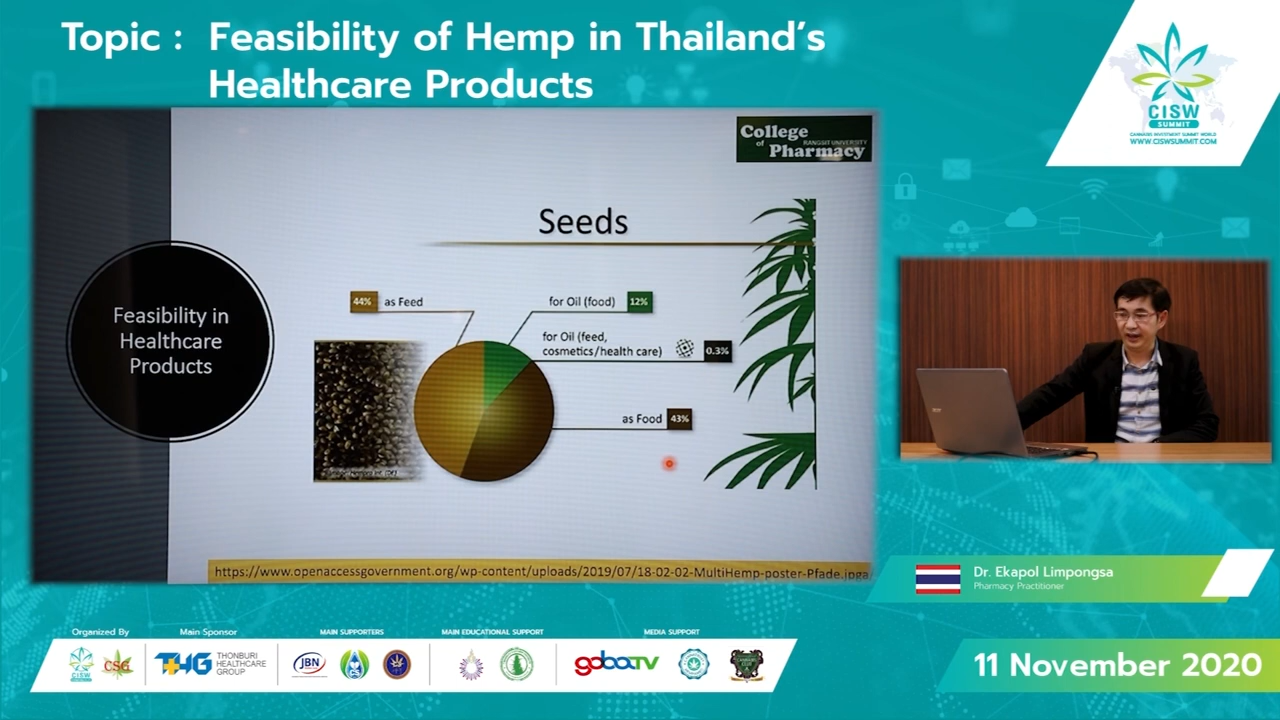 Topic : Feasibility of Hemp in Thailand's
Healthcare Products
CISW
SUMMIT
CANNABIS INVESTMENT SUMMIT WORLD
WWW.CISWSUMMIT.COM
College
of
RANGSIT UNIVERSITY
Pharmacy
Seeds
Feasibility in
Healthcare
Products
44% as Feed
for Oil (food) 12%
for Oil (feed,
cosmetics/health care) 0.3%
as Food 43%
https://www.openaccessgovernment.org/wp-content/uploads/2019/07/18-02-02-MultiHemp-poster-Pfade.jpga
Dr. Ekapol Limpongsa
Pharmacy Practitioner
Organized By
Main Sponsor
MAIN SUPPORTERS
MAIN EDUCATIONAL SUPPORT
MEDIA SUPPORT
CISW
CSG
THG
THONBURI
HEALTHCARE
GROUP
JBN
gobaTV
11 November 2020